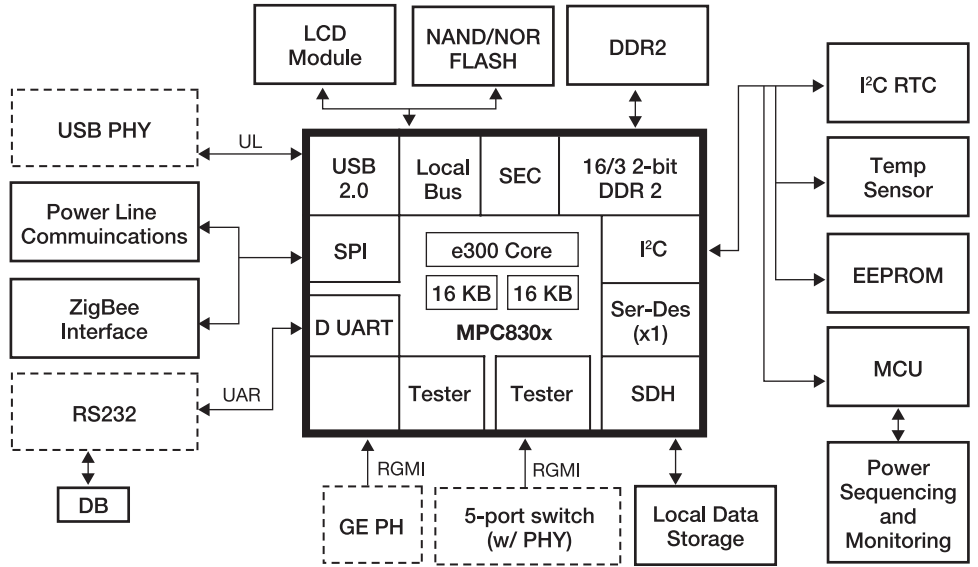 LCD
Module
NAND/NOR
FLASH
DDR2
I²C RTC
USB PHY
UL
USB
2.0
Local
Bus
SEC
16/3 2-bit
DDR 2
Temp
Sensor
Power Line
Commuincations
SPI
e300 Core
I²C
EEPROM
16 KB
16 KB
ZigBee
Interface
D UART
MPC830x
Ser-Des
(x1)
MCU
UAR
RS232
Tester
Tester
SDH
DB
RGMI
RGMI
GE PH
5-port switch
(w/ PHY)
Local Data
Storage
Power
Sequencing
and
Monitoring